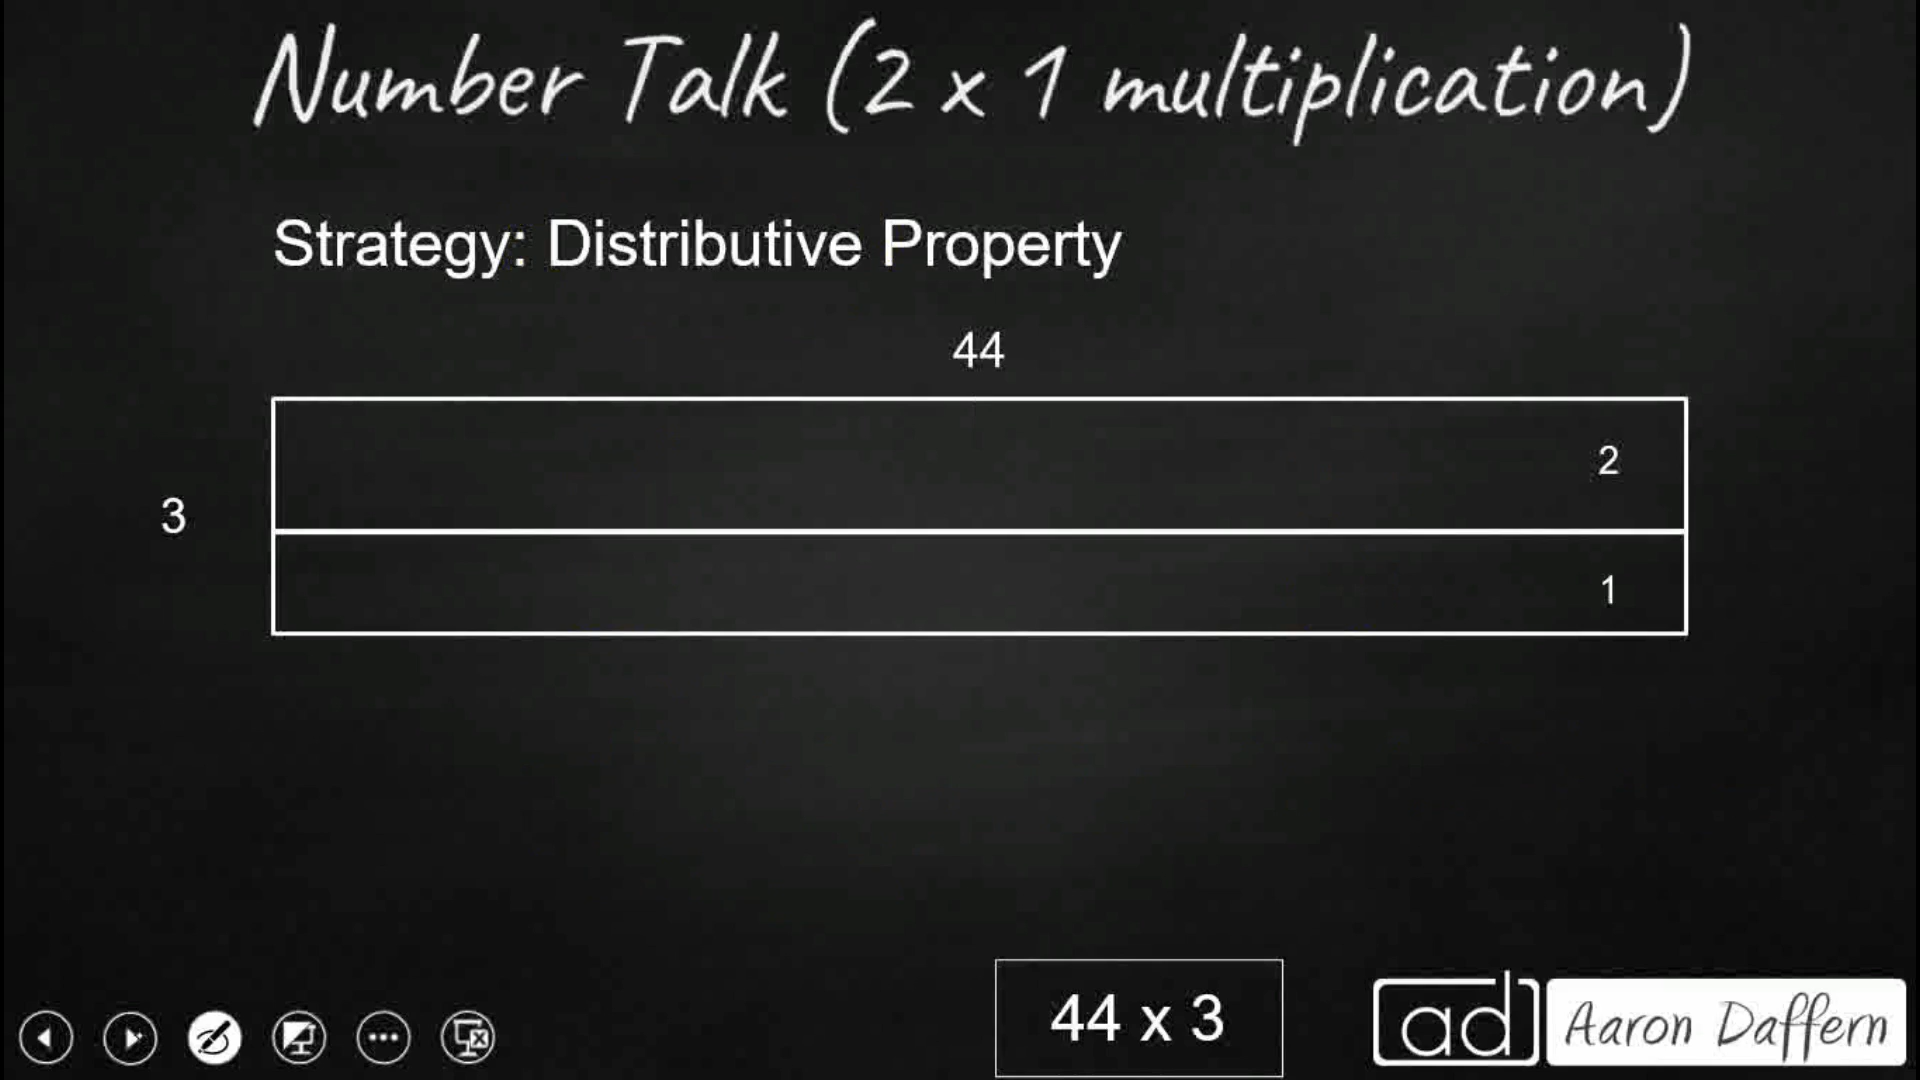 Number Talk (2 x 1 multiplication)
Strategy: Distributive Property
44
2
3
1
44 x 3
ad
Aaron Daffern